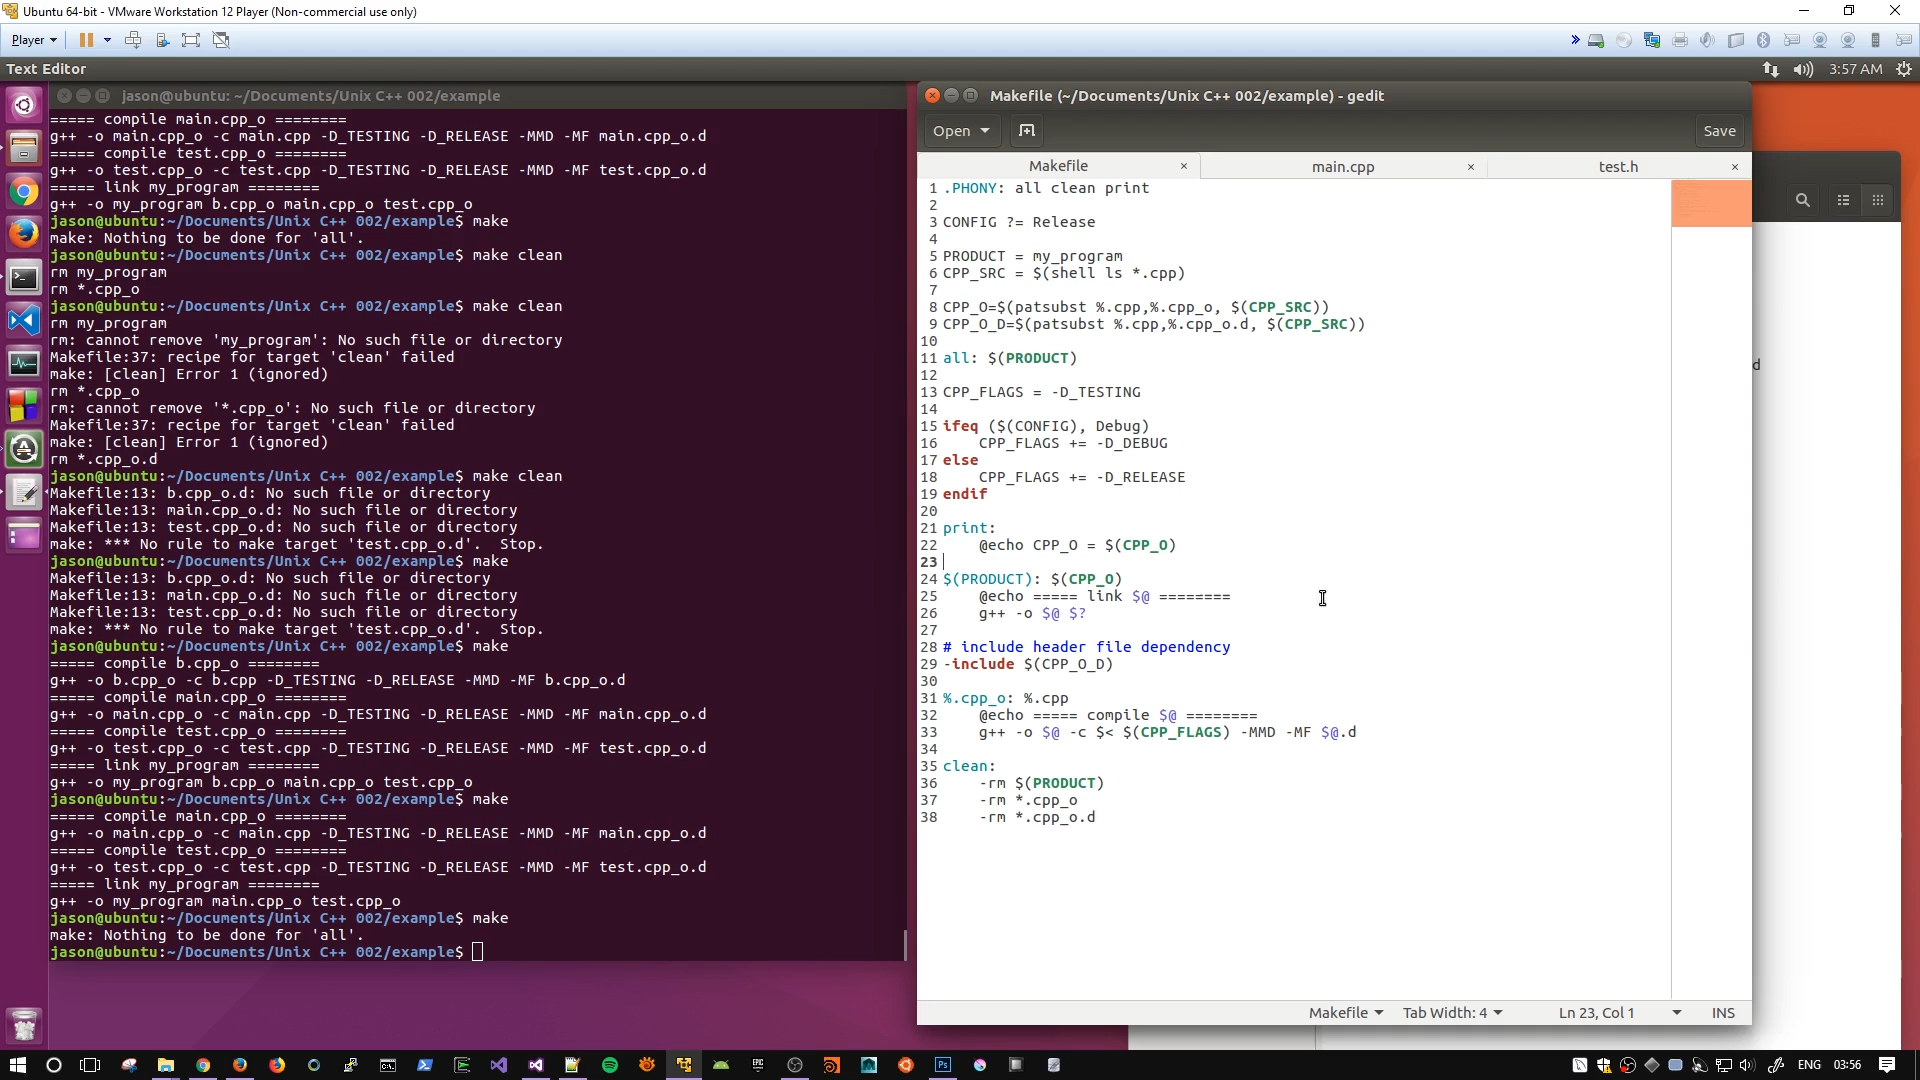 Ubuntu 64-bit - VMware Workstation 12 Player (Non-commercial use only)
Player
Text Editor
3:57 AM
jason@ubuntu: ~/Documents/Unix C++ 002/example
===== compile main.cpp_o ========
g++ -o main.cpp_o -c main.cpp -D_TESTING -D_RELEASE -MMD -MF main.cpp_o.d
===== compile test.cpp_o ========
g++ -o test.cpp_o -c test.cpp -D_TESTING -D_RELEASE -MMD -MF test.cpp_o.d
===== link my_program ========
g++ -o my_program b.cpp_o main.cpp_o test.cpp_o
jason@ubuntu:~/Documents/Unix C++ 002/example$ make
make: Nothing to be done for 'all'.
jason@ubuntu:~/Documents/Unix C++ 002/example$ make clean
rm my_program
rm *.cpp_o
jason@ubuntu:~/Documents/Unix C++ 002/example$ make clean
rm my_program
rm: cannot remove 'my_program': No such file or directory
Makefile:37: recipe for target 'clean' failed
make: [clean] Error 1 (ignored)
rm *.cpp_o
rm: cannot remove '*.cpp_o': No such file or directory
Makefile:37: recipe for target 'clean' failed
make: [clean] Error 1 (ignored)
rm *.cpp_o.d
jason@ubuntu:~/Documents/Unix C++ 002/example$ make clean
Makefile:13: b.cpp_o.d: No such file or directory
Makefile:13: main.cpp_o.d: No such file or directory
Makefile:13: test.cpp_o.d: No such file or directory
make: *** No rule to make target 'test.cpp_o.d'.  Stop.
jason@ubuntu:~/Documents/Unix C++ 002/example$ make
Makefile:13: b.cpp_o.d: No such file or directory
Makefile:13: main.cpp_o.d: No such file or directory
Makefile:13: test.cpp_o.d: No such file or directory
make: *** No rule to make target 'test.cpp_o.d'.  Stop.
jason@ubuntu:~/Documents/Unix C++ 002/example$ make
===== compile b.cpp_o ========
g++ -o b.cpp_o -c b.cpp -D_TESTING -D_RELEASE -MMD -MF b.cpp_o.d
===== compile main.cpp_o ========
g++ -o main.cpp_o -c main.cpp -D_TESTING -D_RELEASE -MMD -MF main.cpp_o.d
===== compile test.cpp_o ========
g++ -o test.cpp_o -c test.cpp -D_TESTING -D_RELEASE -MMD -MF test.cpp_o.d
===== link my_program ========
g++ -o my_program b.cpp_o main.cpp_o test.cpp_o
jason@ubuntu:~/Documents/Unix C++ 002/example$ make
===== compile main.cpp_o ========
g++ -o main.cpp_o -c main.cpp -D_TESTING -D_RELEASE -MMD -MF main.cpp_o.d
===== compile test.cpp_o ========
g++ -o test.cpp_o -c test.cpp -D_TESTING -D_RELEASE -MMD -MF test.cpp_o.d
===== link my_program ========
g++ -o my_program main.cpp_o test.cpp_o
jason@ubuntu:~/Documents/Unix C++ 002/example$ make
make: Nothing to be done for 'all'.
jason@ubuntu:~/Documents/Unix C++ 002/example$
Makefile (~/Documents/Unix C++ 002/example) - gedit
Open
Save
Makefile
main.cpp
test.h
1 .PHONY: all clean print
2
3 CONFIG ?= Release
4
5 PRODUCT = my_program
6 CPP_SRC = $(shell ls *.cpp)
7
8 CPP_O=$(patsubst %.cpp,%.cpp_o, $(CPP_SRC))
9 CPP_O_D=$(patsubst %.cpp,%.cpp_o.d, $(CPP_SRC))
10
11 all: $(PRODUCT)
12
13 CPP_FLAGS = -D_TESTING
14
15 ifeq ($(CONFIG), Debug)
16     CPP_FLAGS += -D_DEBUG
17 else
18     CPP_FLAGS += -D_RELEASE
19 endif
20
21 print:
22     @echo CPP_O = $(CPP_O)
23
24 $(PRODUCT): $(CPP_O)
25     @echo ===== link $@ ========
26     g++ -o $@ $?
27
28 # include header file dependency
29 -include $(CPP_O_D)
30
31 %.cpp_o: %.cpp
32     @echo ===== compile $@ ========
33     g++ -o $@ -c $< $(CPP_FLAGS) -MMD -MF $@.d
34
35 clean:
36     -rm $(PRODUCT)
37     -rm *.cpp_o
38     -rm *.cpp_o.d
d
Makefile
Tab Width: 4
Ln 23, Col 1
INS
EPIC
Ps
ENG
03:56